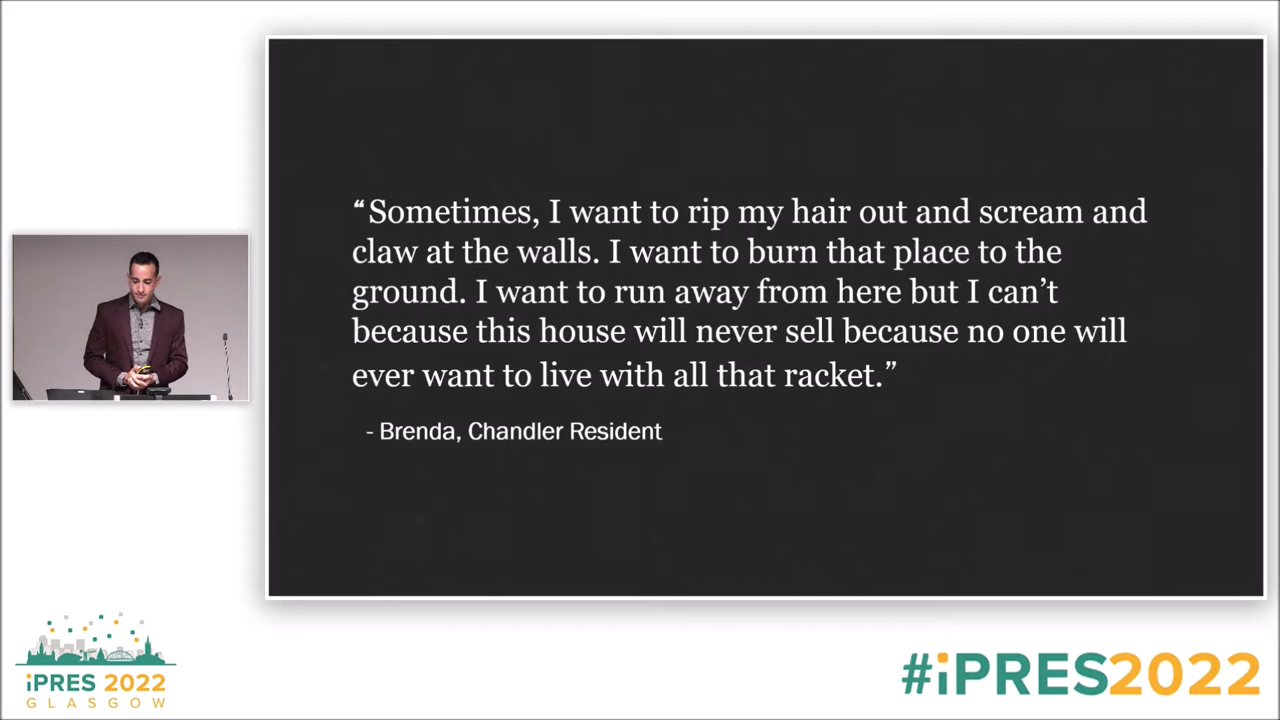 “Sometimes, I want to rip my hair out and scream and
claw at the walls. I want to burn that place to the
ground. I want to run away from here but I can’t
because this house will never sell because no one will
ever want to live with all that racket.”
- Brenda, Chandler Resident
iPRES 2022
GLASGOW
#iPRES2022